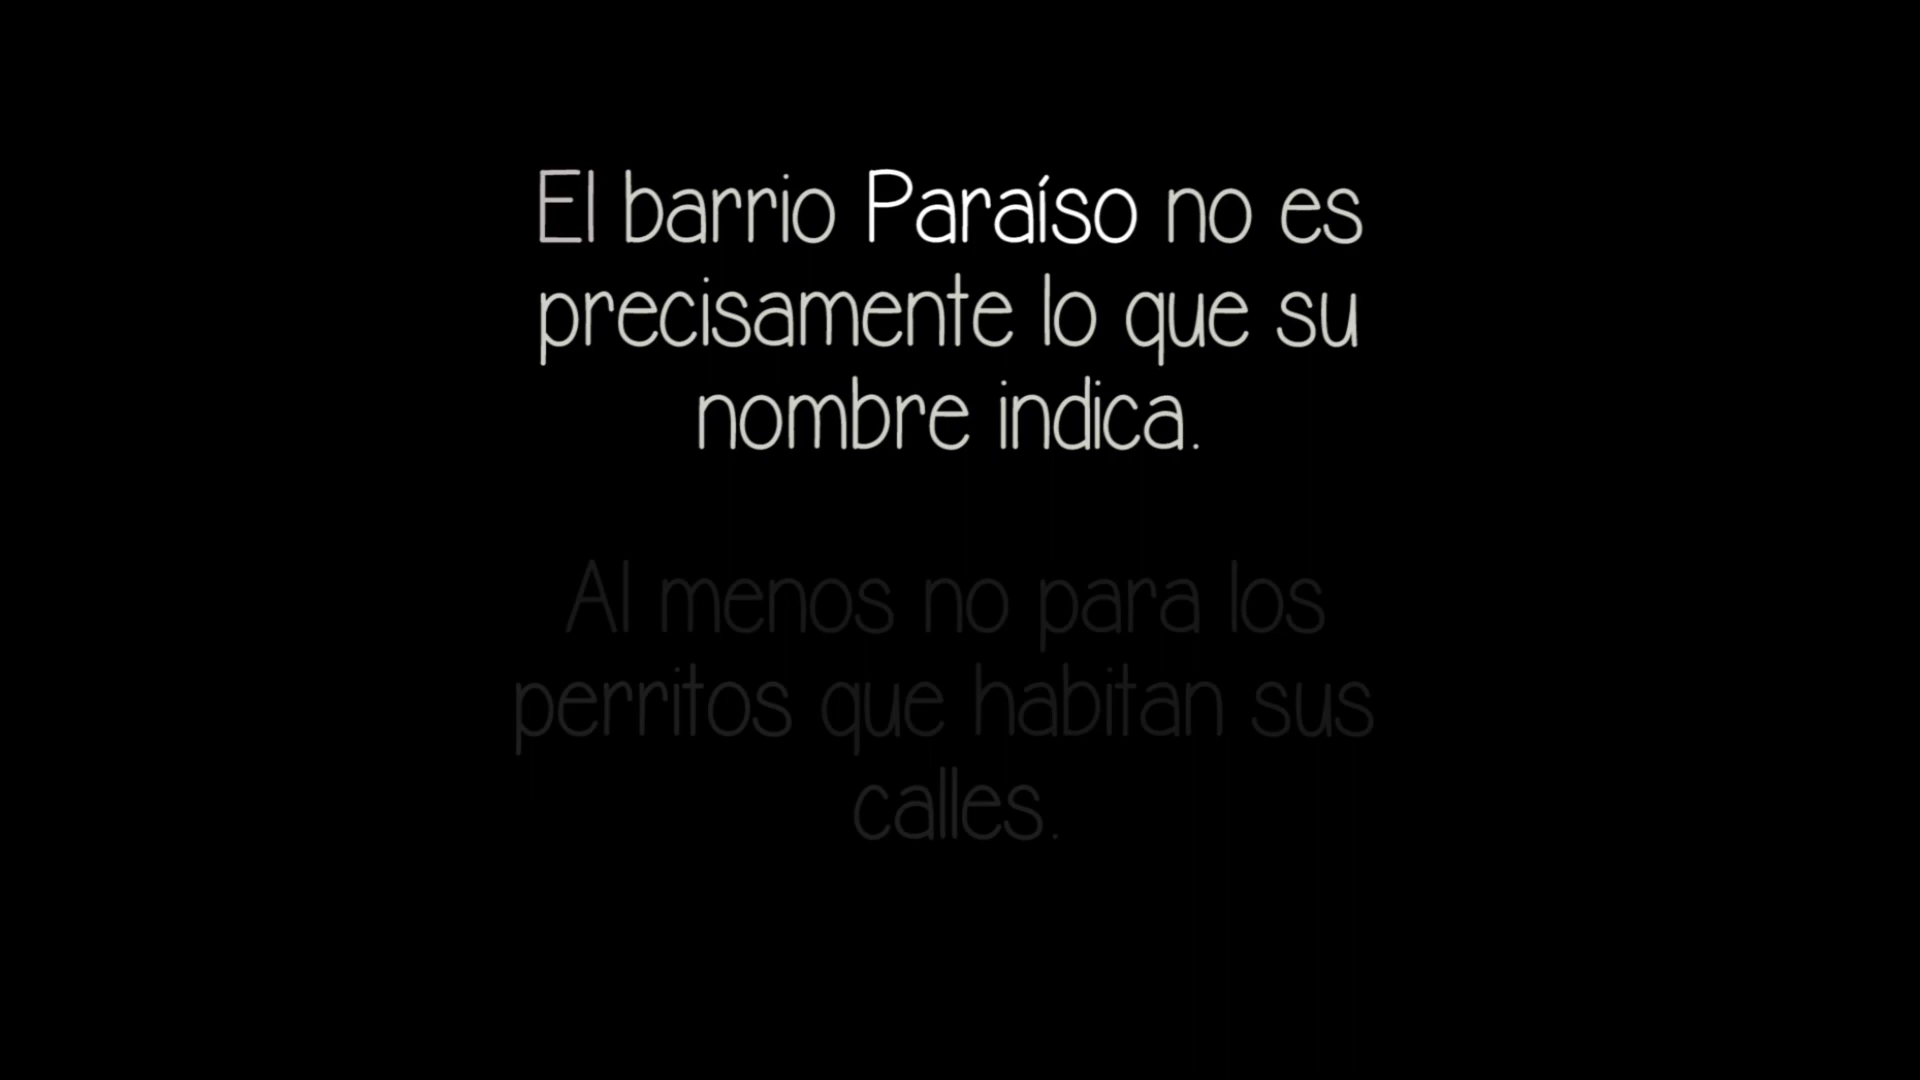 El barrio Paraíso no es
precisamente lo que su
nombre indica.
Al menos no para los
perritos que habitan sus
calles.